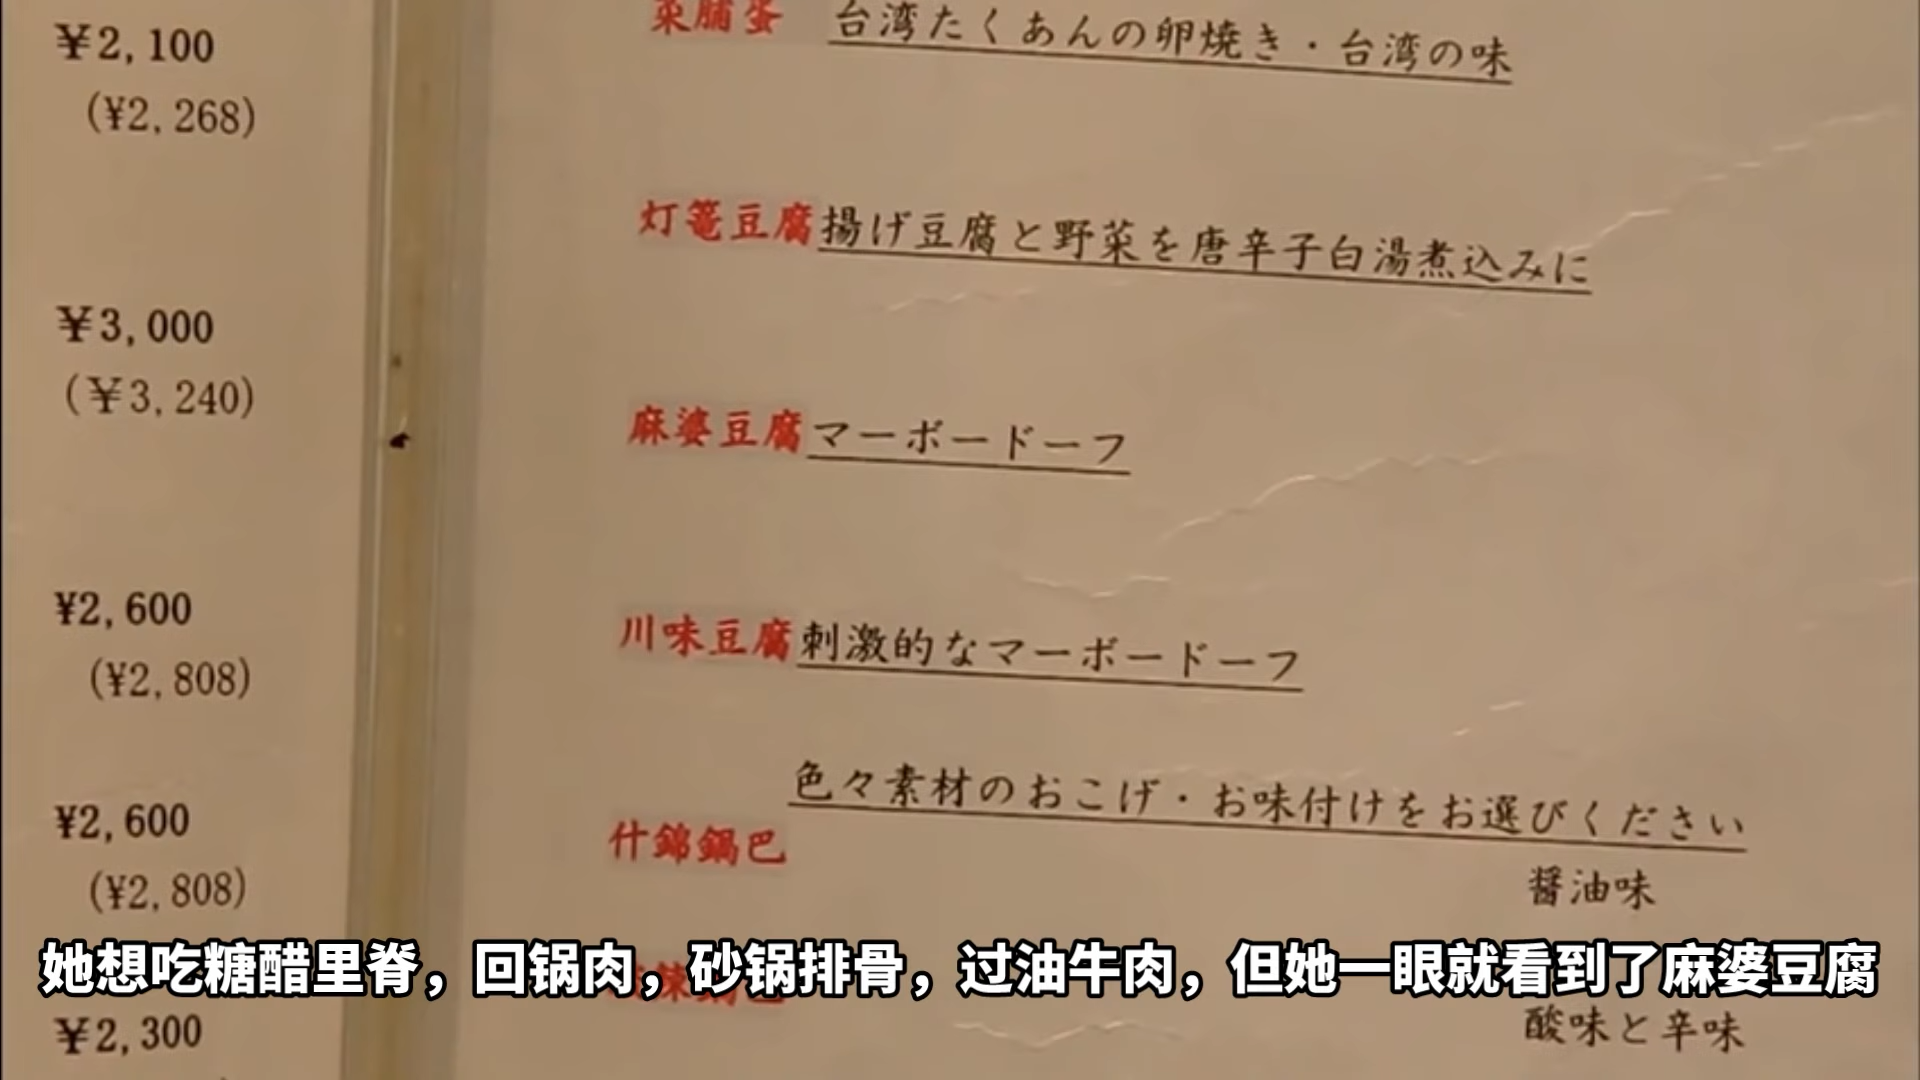 ¥2,100
(¥2,268)
¥3,000
(¥3,240)
¥2,600
(¥2,808)
¥2,600
(¥2,808)
¥2,300
菜脯蛋 台湾たくあんの卵焼き・台湾の味
灯篭豆腐 揚げ豆腐と野菜を唐辛子白湯煮込みに
麻婆豆腐 マーボードーフ
川味豆腐 刺激的なマーボードーフ
色々素材のおこげ・お味付けをお選びください
什錦鍋巴
醤油味
酸味と辛味
她想吃糖醋里脊，回锅肉，砂锅排骨，过油牛肉，但她一眼就看到了麻婆豆腐